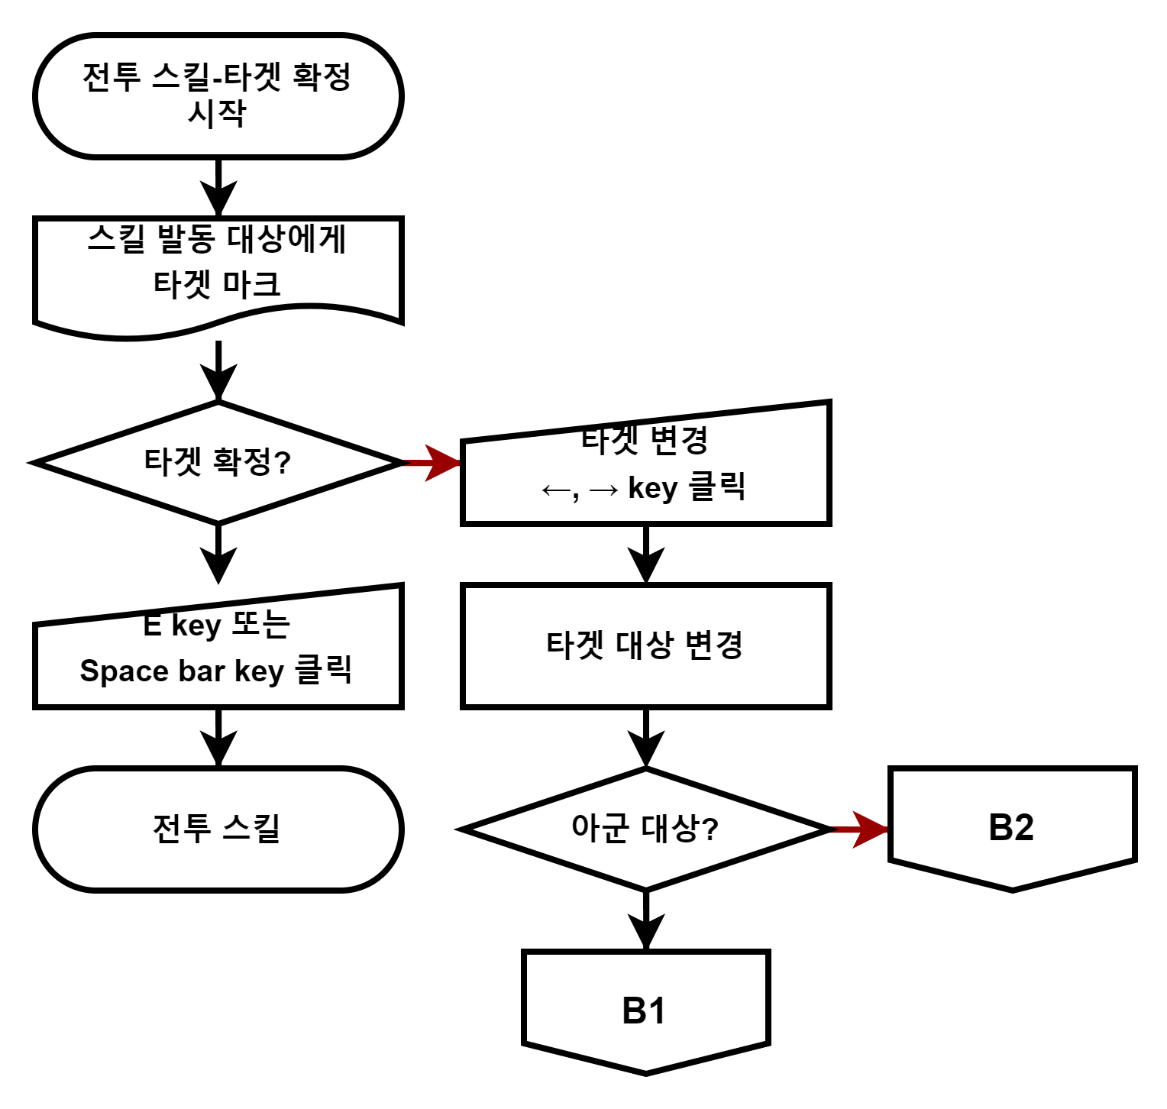 전투 스킬-타겟 확정
시작
스킬 발동 대상에게
타겟 마크
타겟 확정?
타겟 변경
←, → key 클릭
E key 또는
Space bar key 클릭
타겟 대상 변경
전투 스킬
아군 대상?
B2
B1